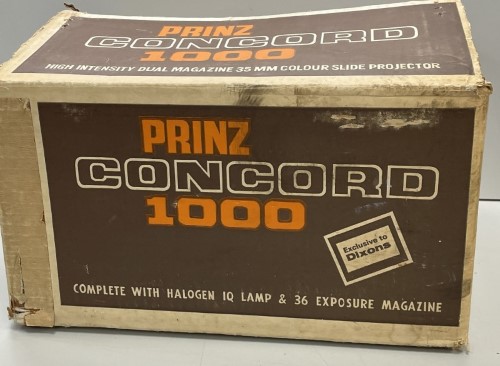 PRINZ
CONCORD
1000
HIGH INTENSITY DUAL MAGAZINE 35 MM COLOUR SLIDE PROJECTOR
PRINZ
CONCORD
1000
Exclusive to
Dixons
COMPLETE WITH HALOGEN IQ LAMP & 36 EXPOSURE MAGAZINE